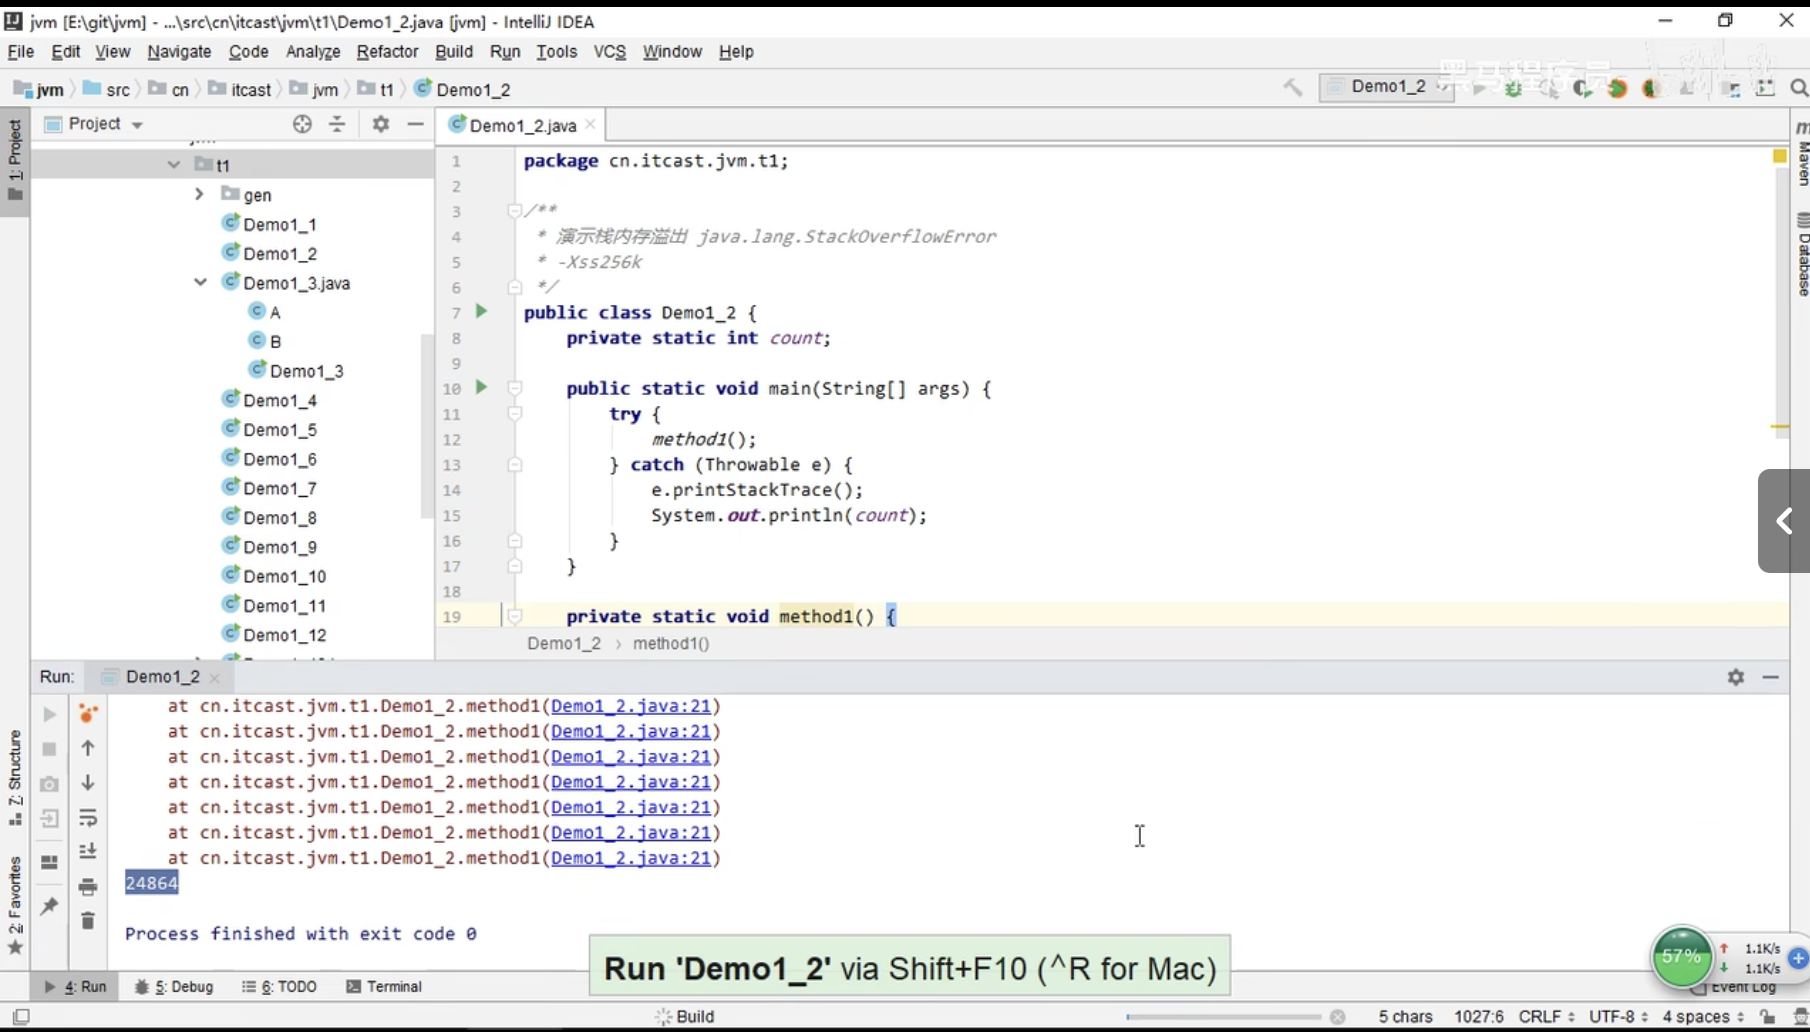 jvm [E:\git\jvm] - ...\src\cn\itcast\jvm\t1\Demo1_2.java [jvm] - IntelliJ IDEA
File Edit View Navigate Code Analyze Refactor Build Run Tools VCS Window Help
jvm src cn itcast jvm t1 Demo1_2
Demo1_2
黑马程序员
1: Project
Project
t1
gen
Demo1_1
Demo1_2
Demo1_3.java
A
B
Demo1_3
Demo1_4
Demo1_5
Demo1_6
Demo1_7
Demo1_8
Demo1_9
Demo1_10
Demo1_11
Demo1_12
Demo1_2.java
1 package cn.itcast.jvm.t1;
2
3 /**
4 * 演示栈内存溢出 java.lang.StackOverflowError
5 * -Xss256k
6 */
7 public class Demo1_2 {
8 private static int count;
9
10 public static void main(String[] args) {
11 try {
12 method1();
13 } catch (Throwable e) {
14 e.printStackTrace();
15 System.out.println(count);
16 }
17 }
18
19 private static void method1() {
Demo1_2 › method1()
Maven
Database
Run: Demo1_2
at cn.itcast.jvm.t1.Demo1_2.method1(Demo1_2.java:21)
at cn.itcast.jvm.t1.Demo1_2.method1(Demo1_2.java:21)
at cn.itcast.jvm.t1.Demo1_2.method1(Demo1_2.java:21)
at cn.itcast.jvm.t1.Demo1_2.method1(Demo1_2.java:21)
at cn.itcast.jvm.t1.Demo1_2.method1(Demo1_2.java:21)
at cn.itcast.jvm.t1.Demo1_2.method1(Demo1_2.java:21)
at cn.itcast.jvm.t1.Demo1_2.method1(Demo1_2.java:21)
24864
Process finished with exit code 0
7: Structure
2: Favorites
Run 'Demo1_2' via Shift+F10 (^R for Mac)
57%
1.1K/s
1.1K/s
4: Run 5: Debug 6: TODO Terminal
Event Log
Build
5 chars 1027:6 CRLF UTF-8 4 spaces